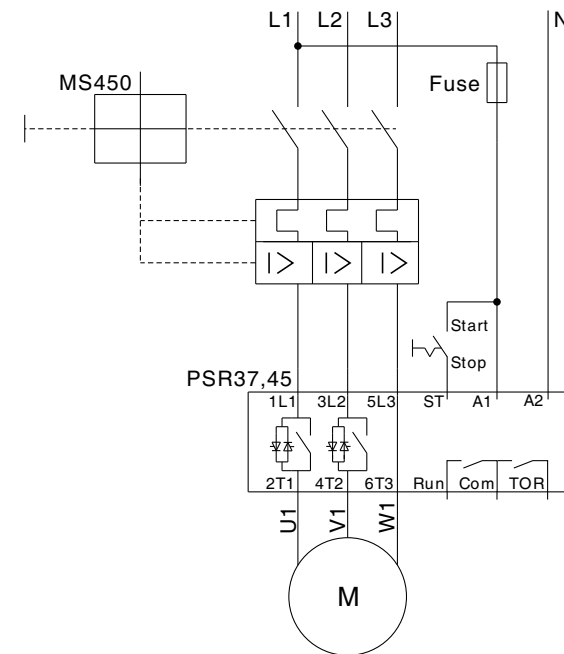 L1 L2 L3 N
MS450
Fuse
I> I> I>
Start
Stop
PSR37,45
1L1 3L2 5L3 ST A1 A2
2T1 4T2 6T3 Run Com TOR
U1 V1 W1
M